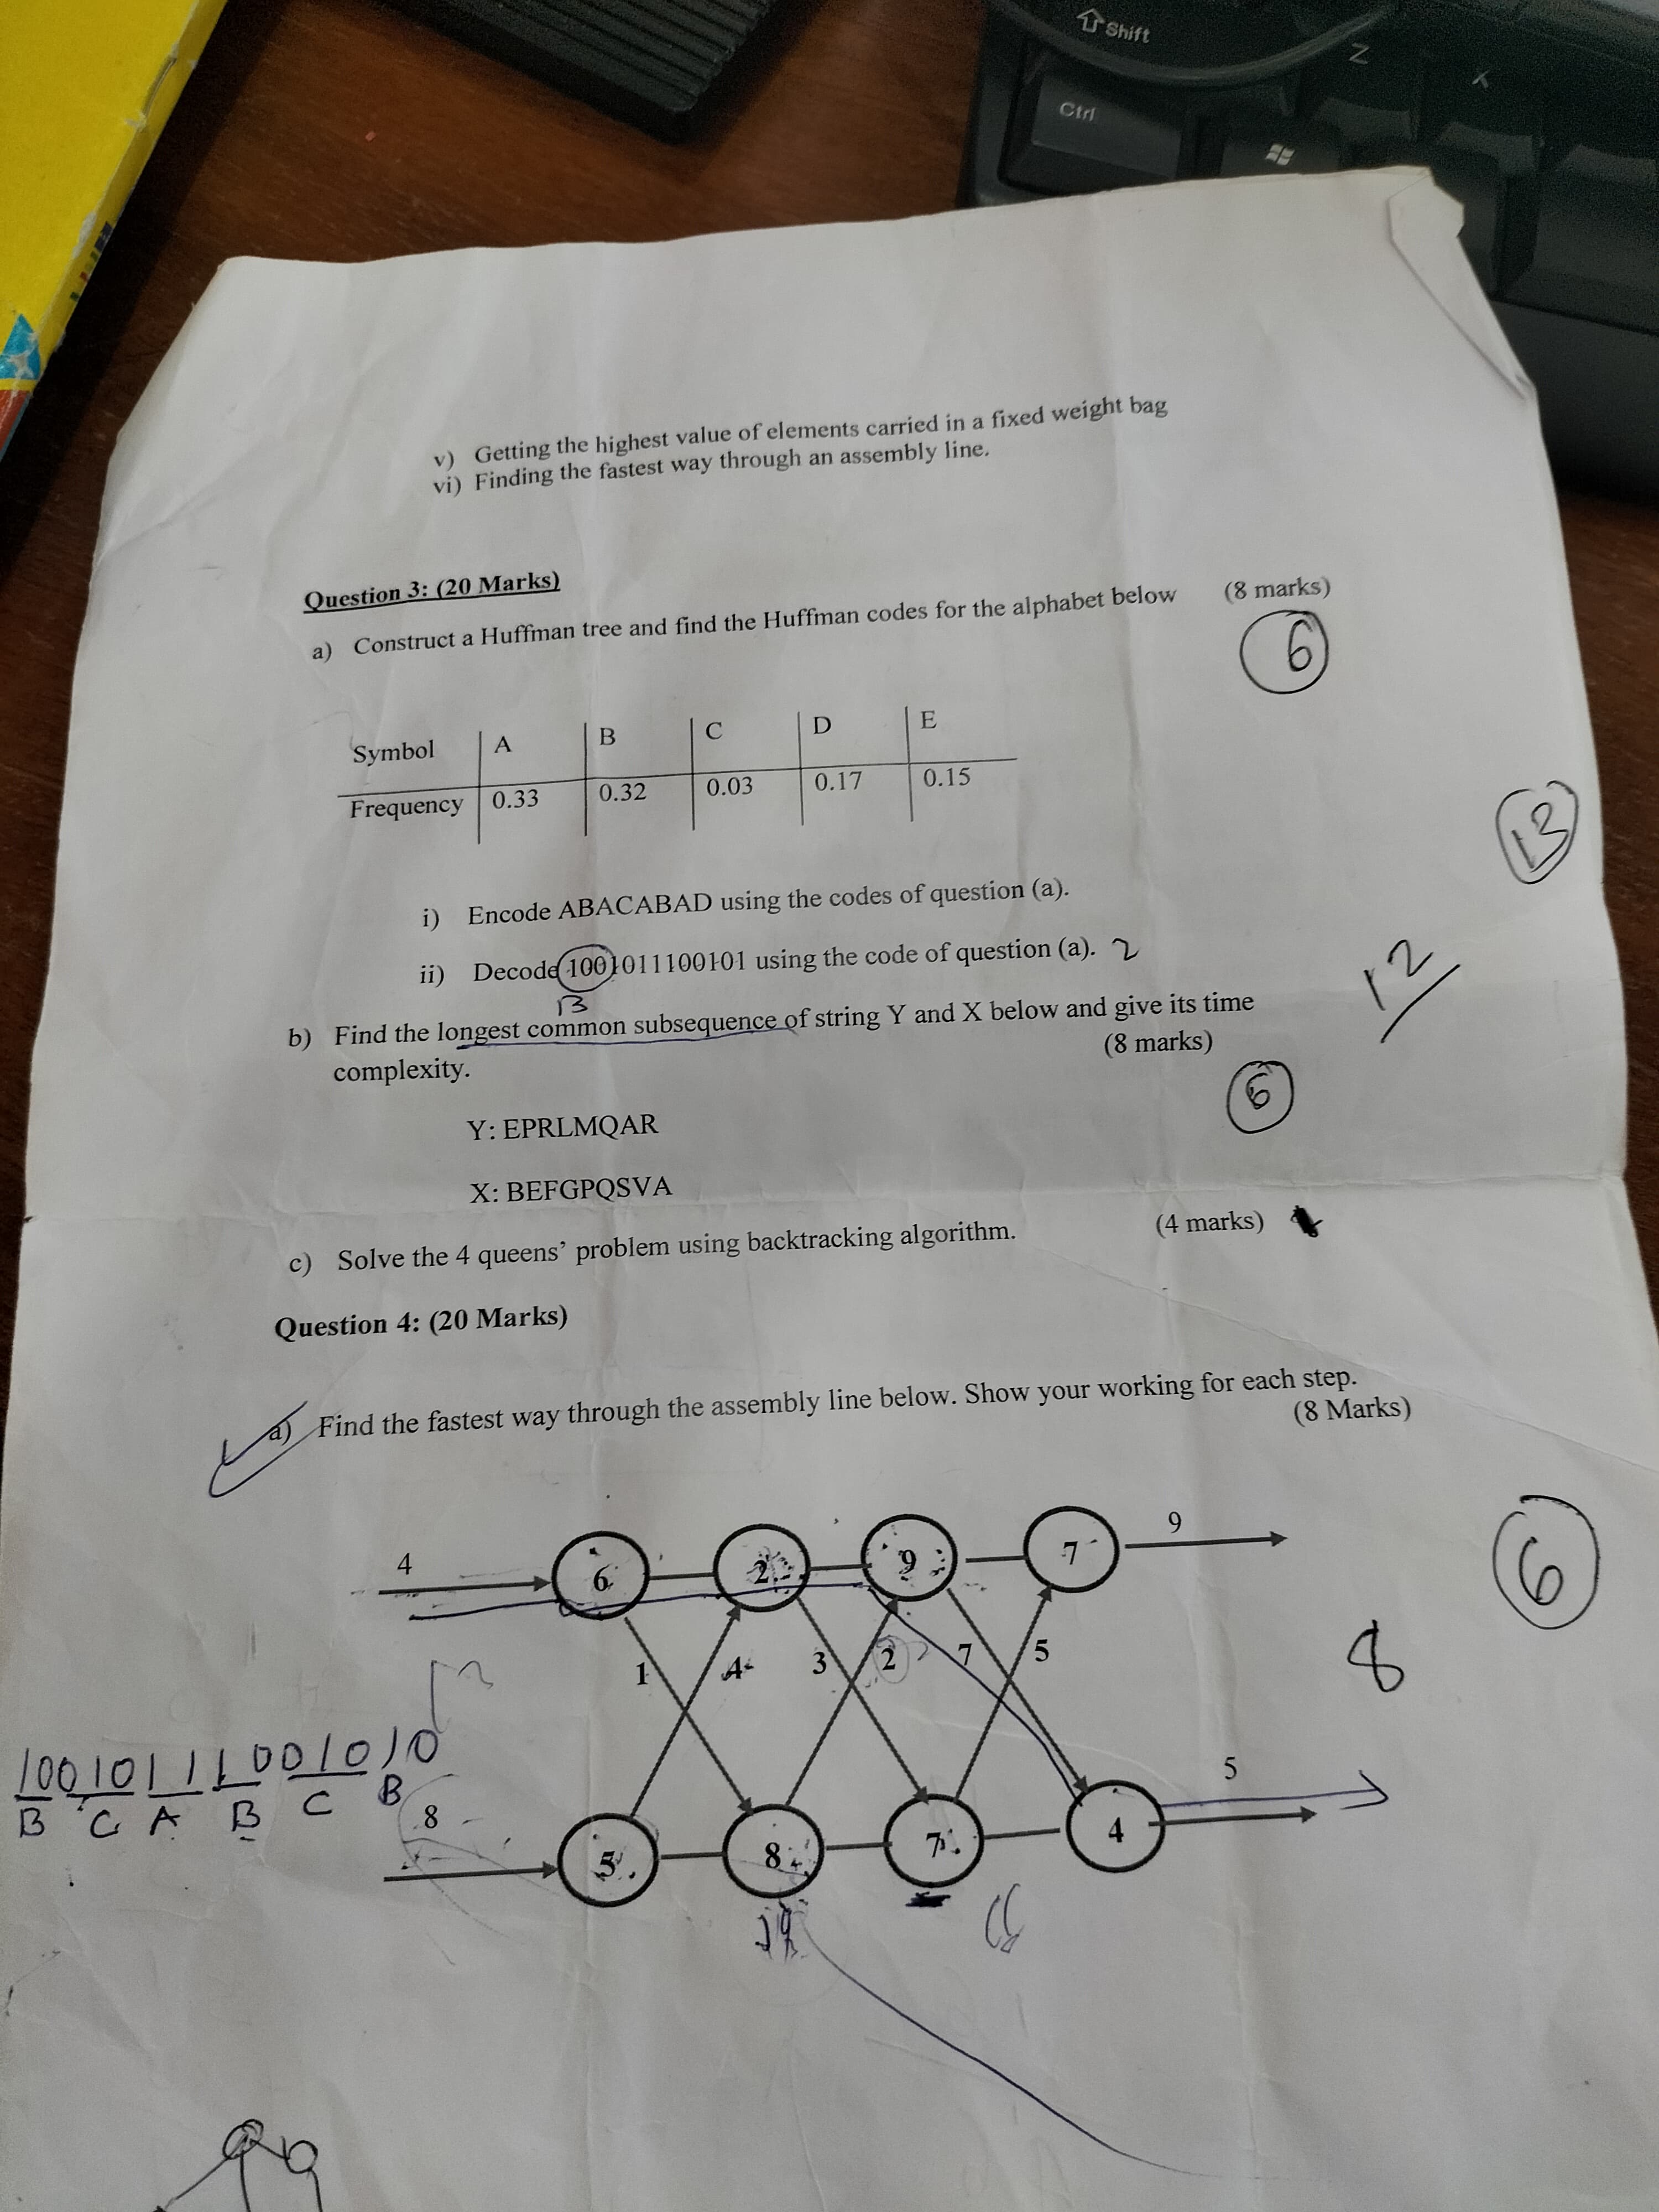 Shift
Z
X
Ctrl
v) Getting the highest value of elements carried in a fixed weight bag
vi) Finding the fastest way through an assembly line.
Question 3: (20 Marks)
a) Construct a Huffman tree and find the Huffman codes for the alphabet below (8 marks)
6
Symbol A B C D E
Frequency 0.33 0.32 0.03 0.17 0.15
13
i) Encode ABACABAD using the codes of question (a).
ii) Decode 1001011100101 using the code of question (a). 2
B
12
b) Find the longest common subsequence of string Y and X below and give its time
complexity. (8 marks)
6
Y: EPRLMQAR
X: BEFGPQSVA
c) Solve the 4 queens' problem using backtracking algorithm. (4 marks)
Question 4: (20 Marks)
a) Find the fastest way through the assembly line below. Show your working for each step.
(8 Marks)
4 6 2 9 7 9
6
1 4 3 2 7 5
8
10010111001010
B C A B C B
8 5 8 7 4 5